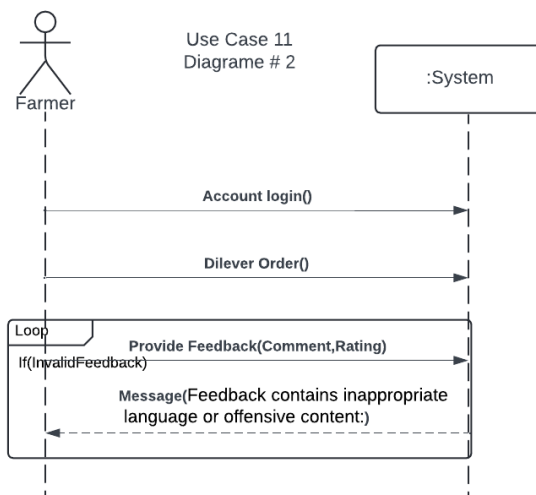 Use Case 11
Diagrame # 2
Farmer
:System
Account login()
Dilever Order()
Loop
Provide Feedback(Comment,Rating)
If(InvalidFeedback)
Message(Feedback contains inappropriate
language or offensive content:)